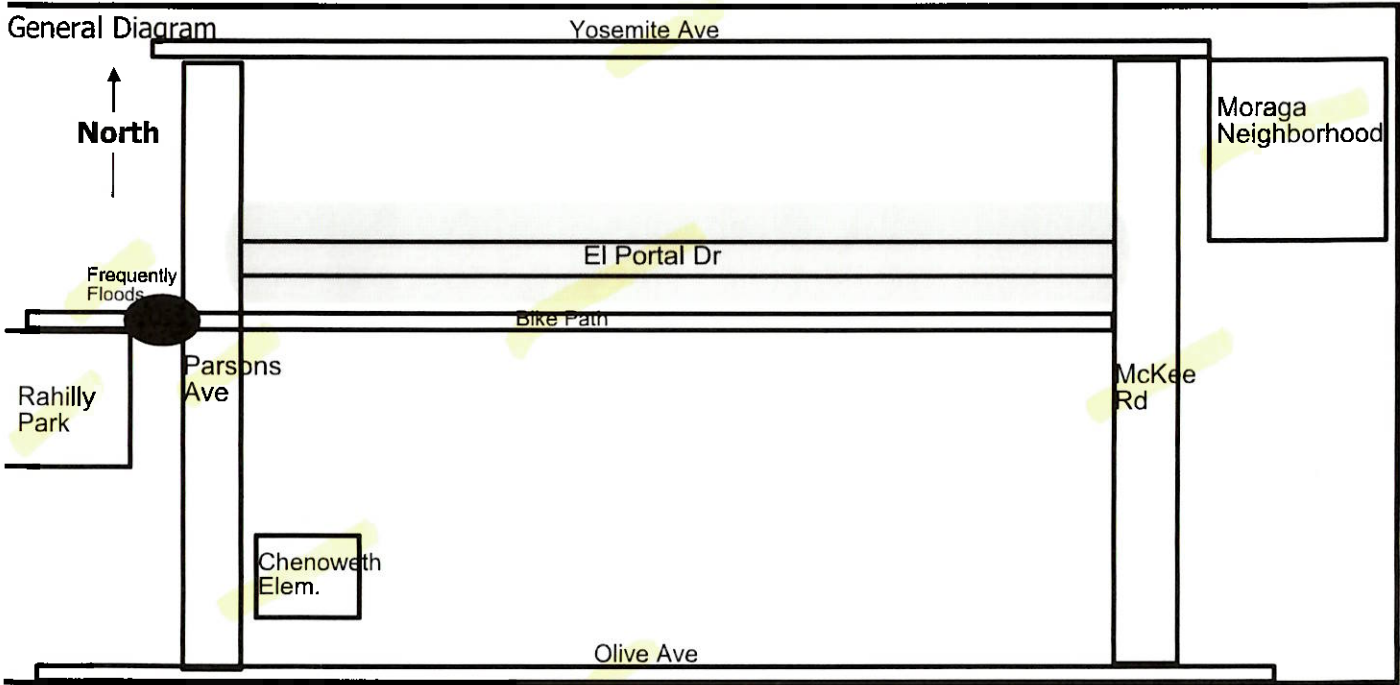 General Diagram
Yosemite Ave
North
Moraga
Neighborhood
El Portal Dr
Frequently
Floods
Bike Path
Parsons
Ave
McKee
Rd
Rahilly
Park
Chenoweth
Elem.
Olive Ave